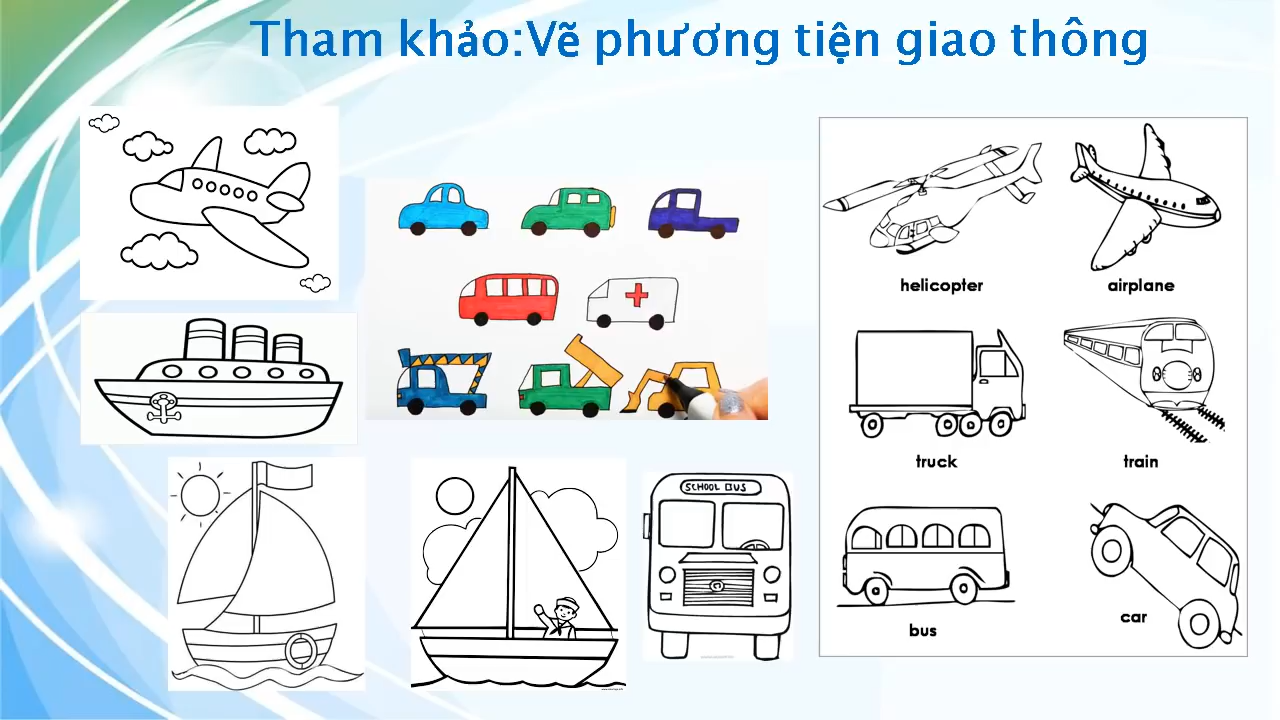 Tham khảo:Vẽ phương tiện giao thông
helicopter
airplane
truck
train
SCHOOL BUS
bus
car